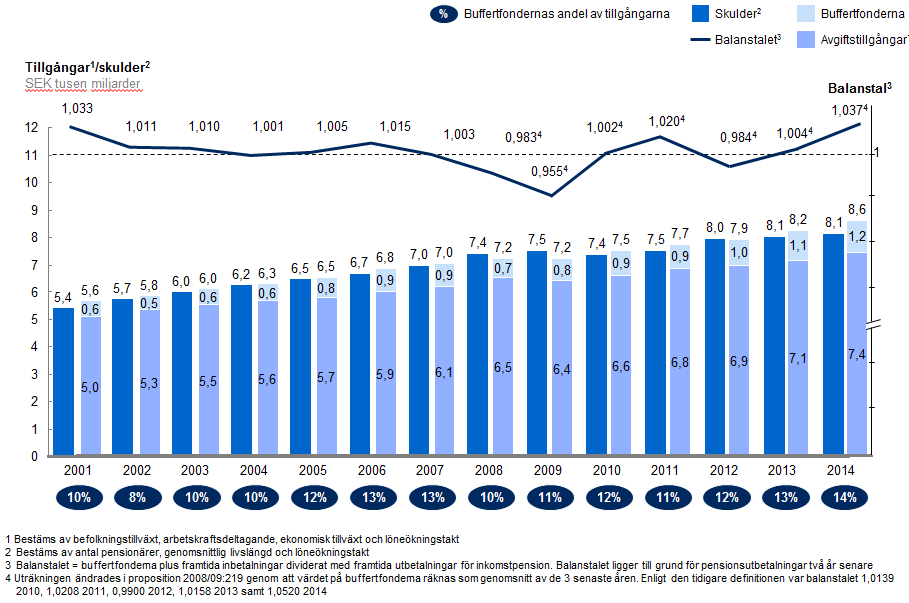 % Buffertfondernas andel av tillgångarna Skulder² Buffertfonderna
Balanstalet³ Avgiftstillgångar¹
Tillgångar¹/skulder²
SEK tusen miljarder
Balanstal³
1,033 1,011 1,010 1,001 1,005 1,015 1,003 0,983⁴ 0,955⁴ 1,002⁴ 1,020⁴ 0,984⁴ 1,004⁴ 1,037⁴
12
11 1
10
9
8
7
6
5
4
3
2
1
0
5,4 5,6 5,7 5,8 6,0 6,0 6,2 6,3 6,5 6,5 6,7 6,8 7,0 7,0 7,4 7,2 7,5 7,2 7,4 7,5 7,5 7,7 8,0 7,9 8,1 8,2 8,1 8,6
0,6 0,5 0,6 0,6 0,8 0,9 0,9 0,7 0,8 0,9 0,9 1,0 1,1 1,2
5,0 5,3 5,5 5,6 5,7 5,9 6,1 6,5 6,4 6,6 6,8 6,9 7,1 7,4
2001 2002 2003 2004 2005 2006 2007 2008 2009 2010 2011 2012 2013 2014
10% 8% 10% 10% 12% 13% 13% 10% 11% 12% 11% 12% 13% 14%
1 Bestäms av befolkningstillväxt, arbetskraftsdeltagande, ekonomisk tillväxt och löneökningstakt
2 Bestäms av antal pensionärer, genomsnittlig livslängd och löneökningstakt
3 Balanstalet = buffertfonderna plus framtida inbetalningar dividerat med framtida utbetalningar för inkomstpension. Balanstalet ligger till grund för pensionsutbetalningar två år senare
4 Uträkningen ändrades i proposition 2008/09:219 genom att värdet på buffertfonderna räknas som genomsnitt av de 3 senaste åren. Enligt den tidigare definitionen var balanstalet 1,0139
2010, 1,0208 2011, 0,9900 2012, 1,0158 2013 samt 1,0520 2014